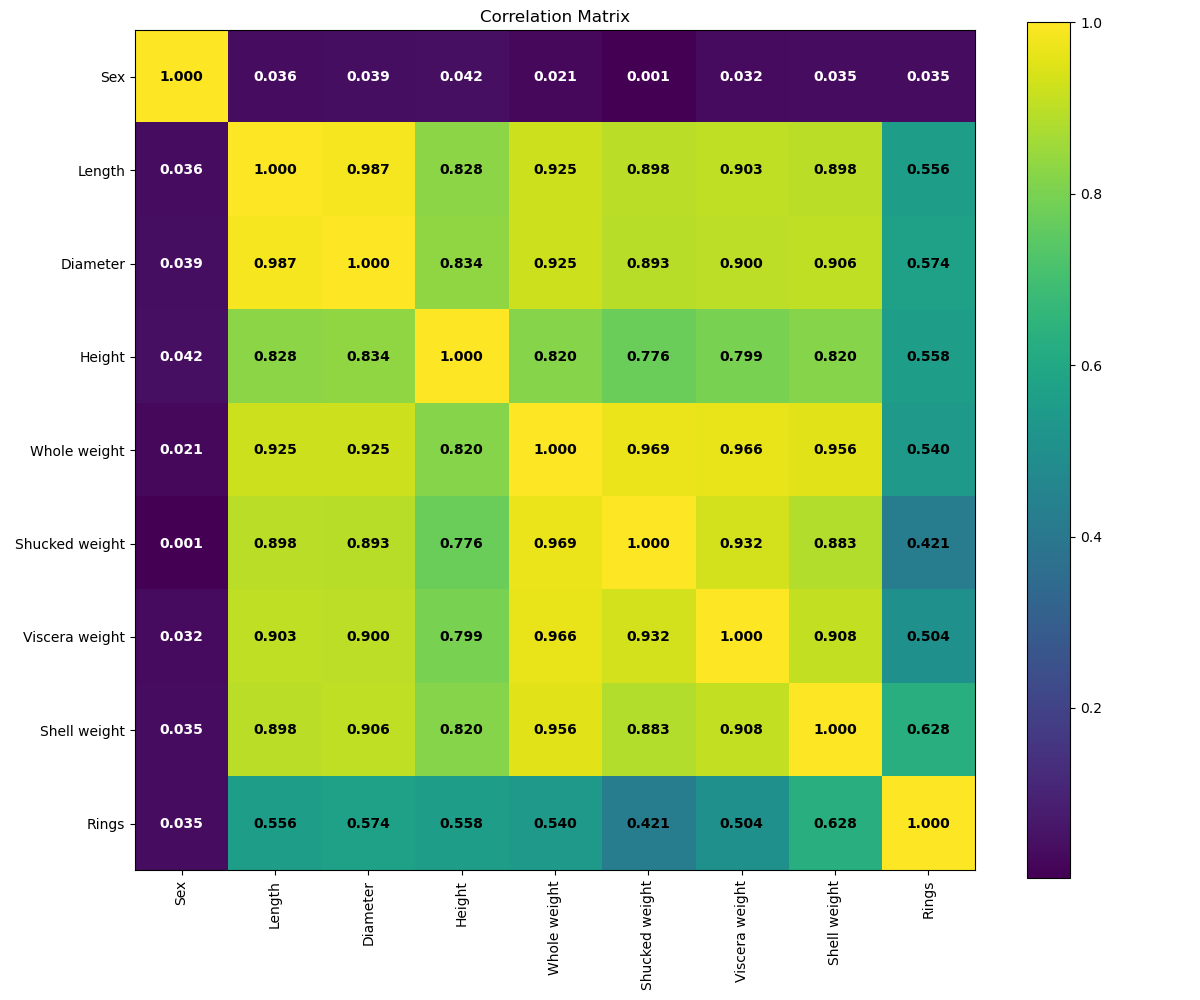 Correlation Matrix
Sex 1.000 0.036 0.039 0.042 0.021 0.001 0.032 0.035 0.035
Length 0.036 1.000 0.987 0.828 0.925 0.898 0.903 0.898 0.556
Diameter 0.039 0.987 1.000 0.834 0.925 0.893 0.900 0.906 0.574
Height 0.042 0.828 0.834 1.000 0.820 0.776 0.799 0.820 0.558
Whole weight 0.021 0.925 0.925 0.820 1.000 0.969 0.966 0.956 0.540
Shucked weight 0.001 0.898 0.893 0.776 0.969 1.000 0.932 0.883 0.421
Viscera weight 0.032 0.903 0.900 0.799 0.966 0.932 1.000 0.908 0.504
Shell weight 0.035 0.898 0.906 0.820 0.956 0.883 0.908 1.000 0.628
Rings 0.035 0.556 0.574 0.558 0.540 0.421 0.504 0.628 1.000
Sex Length Diameter Height Whole weight Shucked weight Viscera weight Shell weight Rings
1.0
0.8
0.6
0.4
0.2